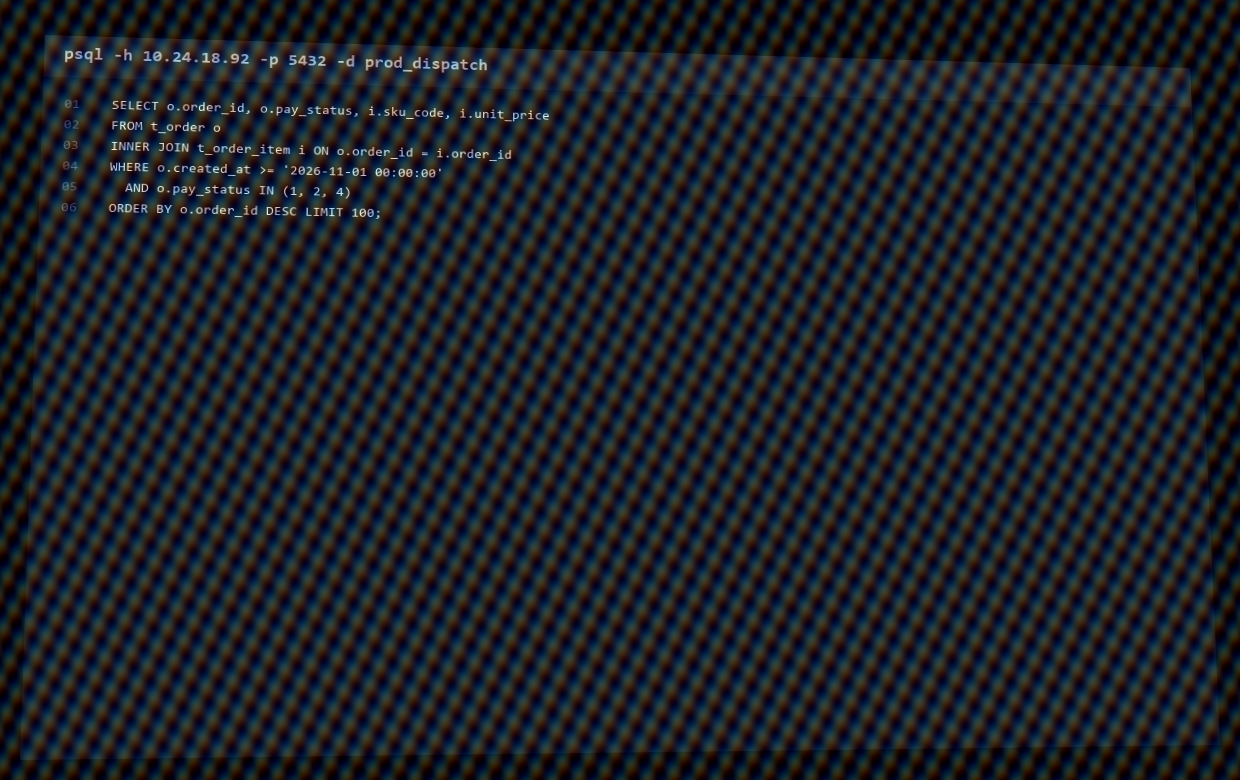 psql -h 10.24.18.92 -p 5432 -d prod_dispatch
01 SELECT o.order_id, o.pay_status, i.sku_code, i.unit_price
02 FROM t_order o
03 INNER JOIN t_order_item i ON o.order_id = i.order_id
04 WHERE o.created_at >= '2026-11-01 00:00:00'
05 AND o.pay_status IN (1, 2, 4)
06 ORDER BY o.order_id DESC LIMIT 100;